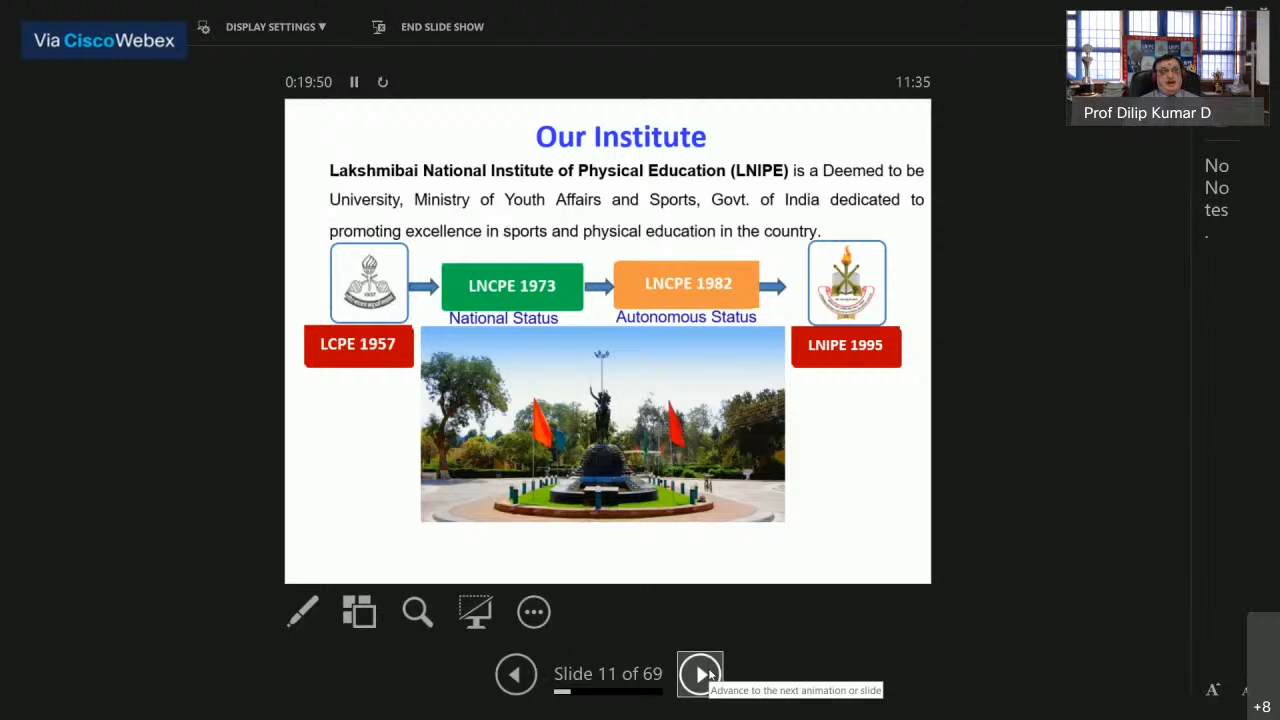 Via CiscoWebex
DISPLAY SETTINGS ▼
END SLIDE SHOW
0:19:50
11:35
Prof Dilip Kumar D
No
No
tes
.
Our Institute
Lakshmibai National Institute of Physical Education (LNIPE) is a Deemed to be
University, Ministry of Youth Affairs and Sports, Govt. of India dedicated to
promoting excellence in sports and physical education in the country.
1957
LNCPE 1973
LNCPE 1982
National Status
Autonomous Status
LCPE 1957
LNIPE 1995
Slide 11 of 69
Advance to the next animation or slide
A
A
+8